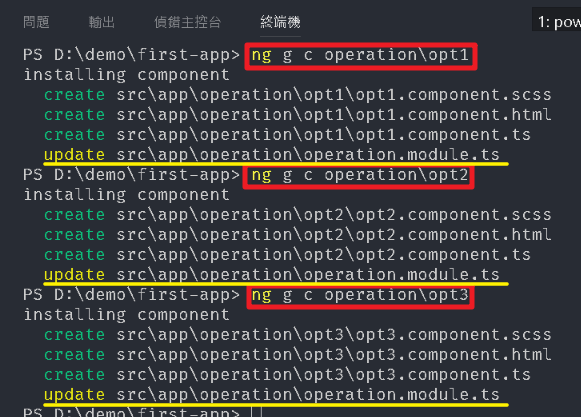 問題 輸出 偵錯主控台 終端機 1: pow
PS D:\demo\first-app> ng g c operation\opt1
installing component
create src\app\operation\opt1\opt1.component.scss
create src\app\operation\opt1\opt1.component.html
create src\app\operation\opt1\opt1.component.ts
update src\app\operation\operation.module.ts
PS D:\demo\first-app> ng g c operation\opt2
installing component
create src\app\operation\opt2\opt2.component.scss
create src\app\operation\opt2\opt2.component.html
create src\app\operation\opt2\opt2.component.ts
update src\app\operation\operation.module.ts
PS D:\demo\first-app> ng g c operation\opt3
installing component
create src\app\operation\opt3\opt3.component.scss
create src\app\operation\opt3\opt3.component.html
create src\app\operation\opt3\opt3.component.ts
update src\app\operation\operation.module.ts
PS D:\demo\first-app>